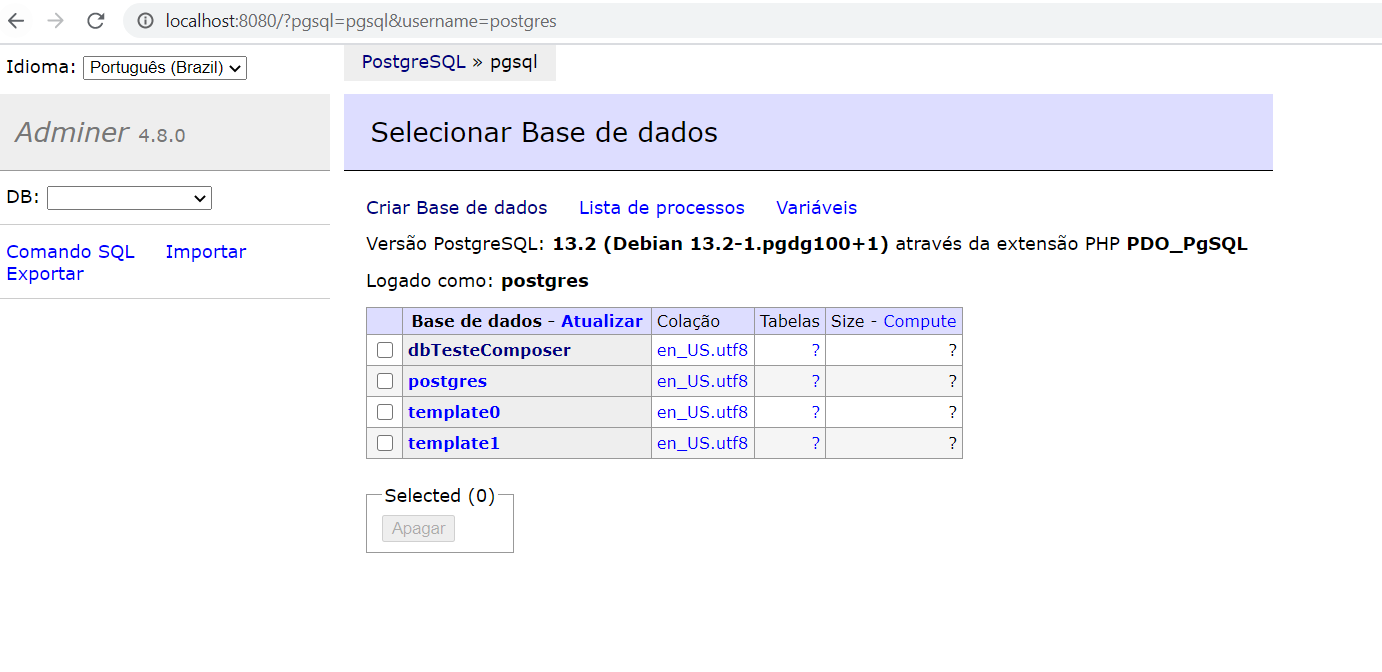 localhost:8080/?pgsql=pgsql&username=postgres
Idioma: Português (Brazil)
PostgreSQL » pgsql
Adminer 4.8.0
Selecionar Base de dados
DB:
Criar Base de dados Lista de processos Variáveis
Comando SQL Importar
Exportar
Versão PostgreSQL: 13.2 (Debian 13.2-1.pgdg100+1) através da extensão PHP PDO_PgSQL
Logado como: postgres
Base de dados - Atualizar Colação Tabelas Size - Compute
dbTesteComposer en_US.utf8 ? ?
postgres en_US.utf8 ? ?
template0 en_US.utf8 ? ?
template1 en_US.utf8 ? ?
Selected (0)
Apagar